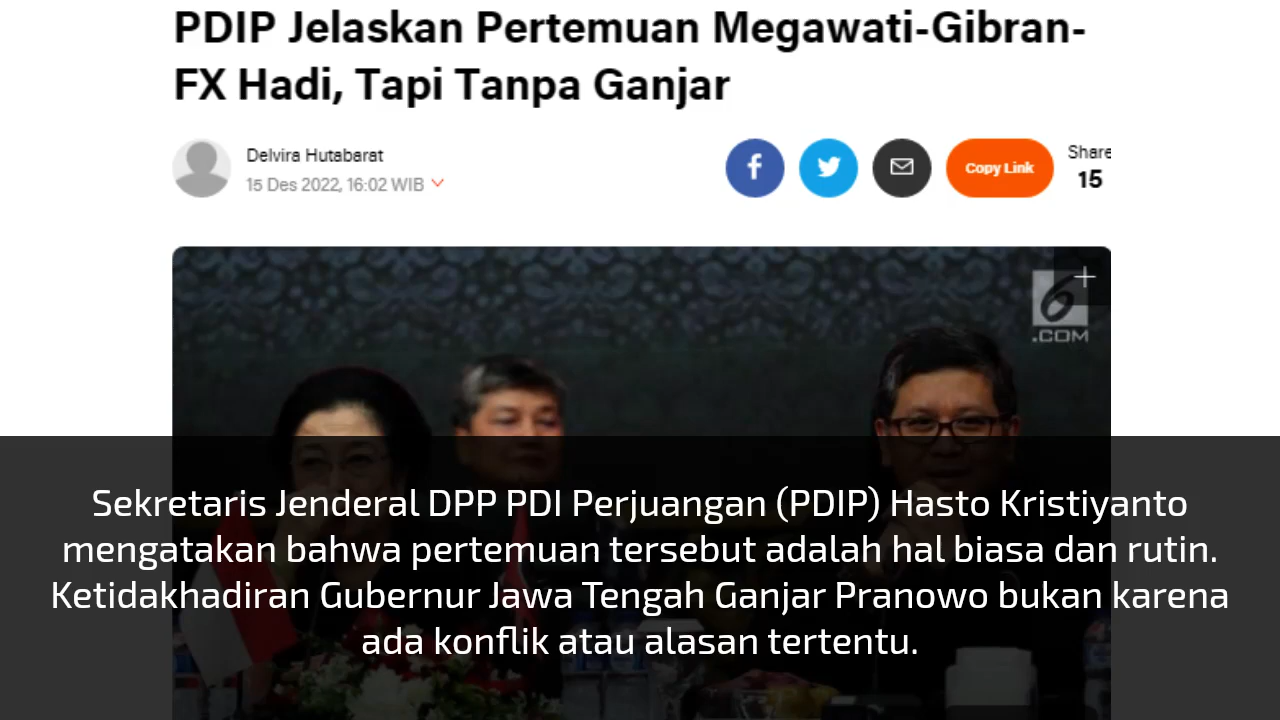 PDIP Jelaskan Pertemuan Megawati-Gibran-
FX Hadi, Tapi Tanpa Ganjar
Delvira Hutabarat
15 Des 2022, 16:02 WIB
f
Copy Link
Share
15
6
.COM
Sekretaris Jenderal DPP PDI Perjuangan (PDIP) Hasto Kristiyanto
mengatakan bahwa pertemuan tersebut adalah hal biasa dan rutin.
Ketidakhadiran Gubernur Jawa Tengah Ganjar Pranowo bukan karena
ada konflik atau alasan tertentu.